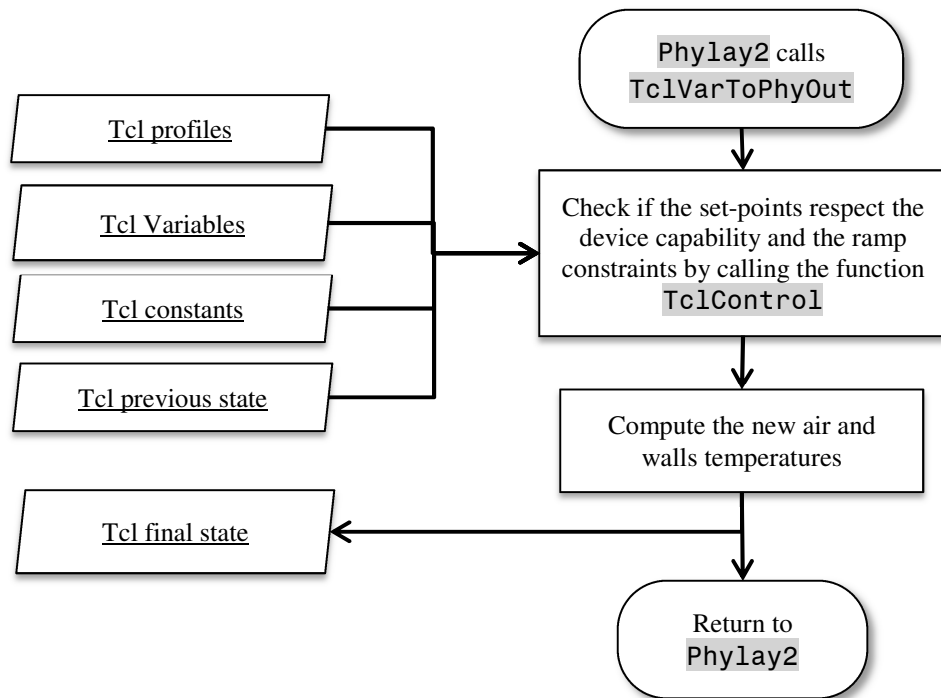 Phylay2 calls
TclVarToPhyOut
Tcl profiles
Tcl Variables
Tcl constants
Tcl previous state
Check if the set-points respect the
device capability and the ramp
constraints by calling the function
TclControl
Compute the new air and
walls temperatures
Tcl final state
Return to
Phylay2